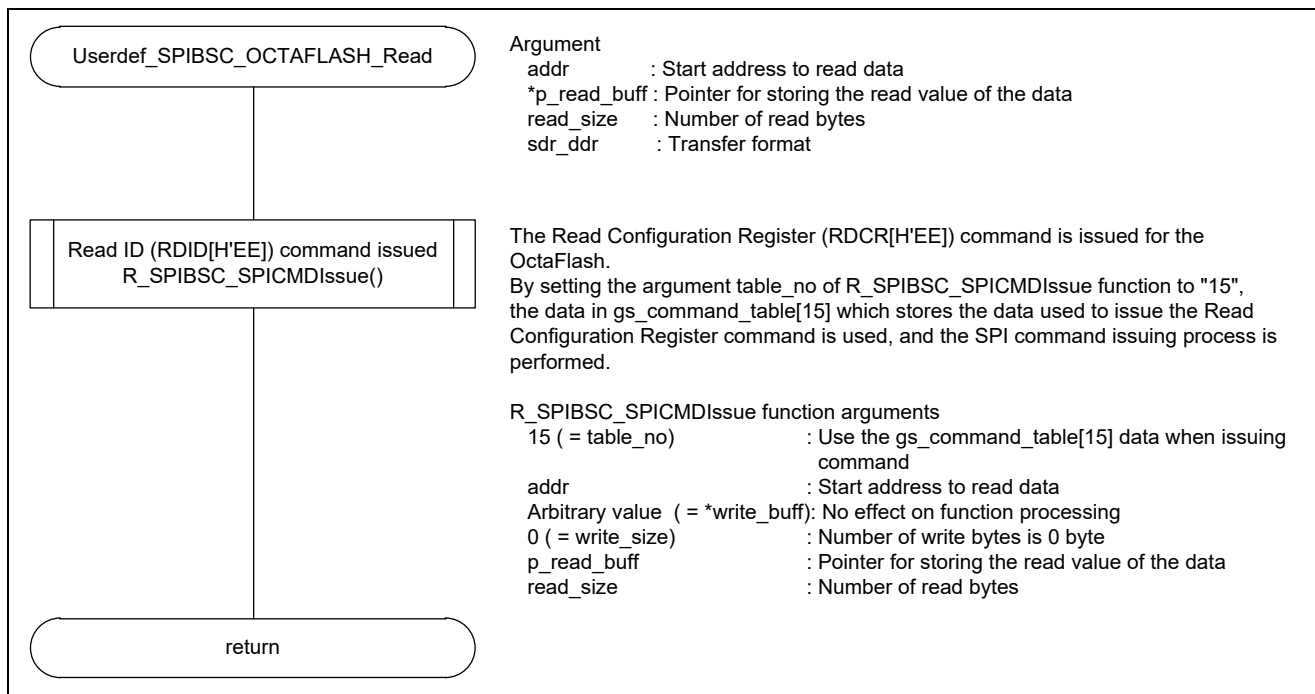 Userdef_SPIBSC_OCTAFLASH_Read
Argument
addr : Start address to read data
*p_read_buff : Pointer for storing the read value of the data
read_size : Number of read bytes
sdr_ddr : Transfer format
Read ID (RDID[H'EE]) command issued
R_SPIBSC_SPICMDIssue()
The Read Configuration Register (RDCR[H'EE]) command is issued for the
OctaFlash.
By setting the argument table_no of R_SPIBSC_SPICMDIssue function to "15",
the data in gs_command_table[15] which stores the data used to issue the Read
Configuration Register command is used, and the SPI command issuing process is
performed.
R_SPIBSC_SPICMDIssue function arguments
15 ( = table_no) : Use the gs_command_table[15] data when issuing
command
addr : Start address to read data
Arbitrary value ( = *write_buff): No effect on function processing
0 ( = write_size) : Number of write bytes is 0 byte
p_read_buff : Pointer for storing the read value of the data
read_size : Number of read bytes
return